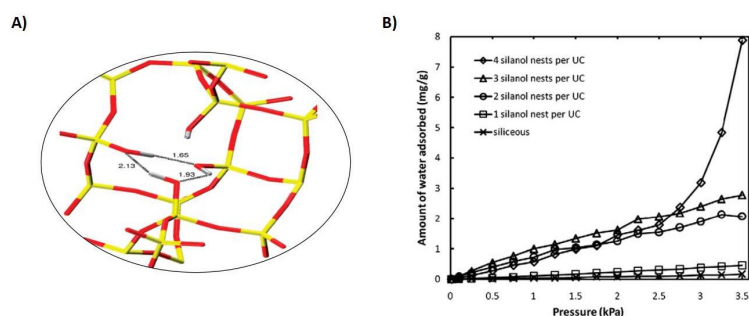 A)
1.65
2.13
1.93
B)
Amount of water adsorbed (mg/g)
8
7
6
5
4
3
2
1
0
4 silanol nests per UC
3 silanol nests per UC
2 silanol nests per UC
1 silanol nest per UC
siliceous
0 0.5 1 1.5 2 2.5 3 3.5
Pressure (kPa)